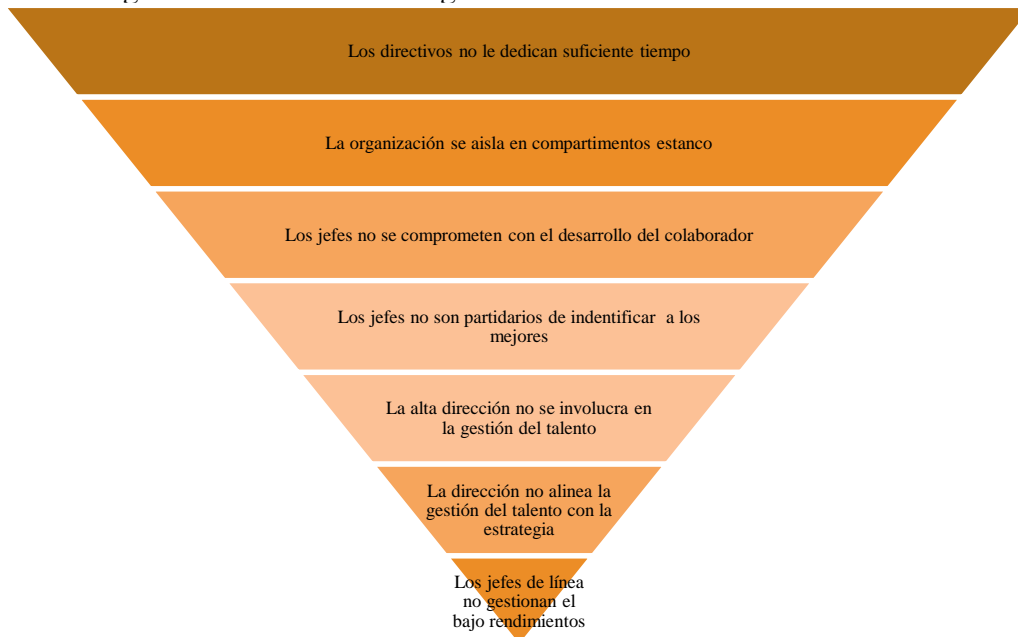 Los directivos no le dedican suficiente tiempo
La organización se aisla en compartimentos estanco
Los jefes no se comprometen con el desarrollo del colaborador
Los jefes no son partidarios de indentificar a los
mejores
La alta dirección no se involucra en
la gestión del talento
La dirección no alinea la
gestión del talento con la
estrategia
Los jefes de línea
no gestionan el
bajo rendimientos